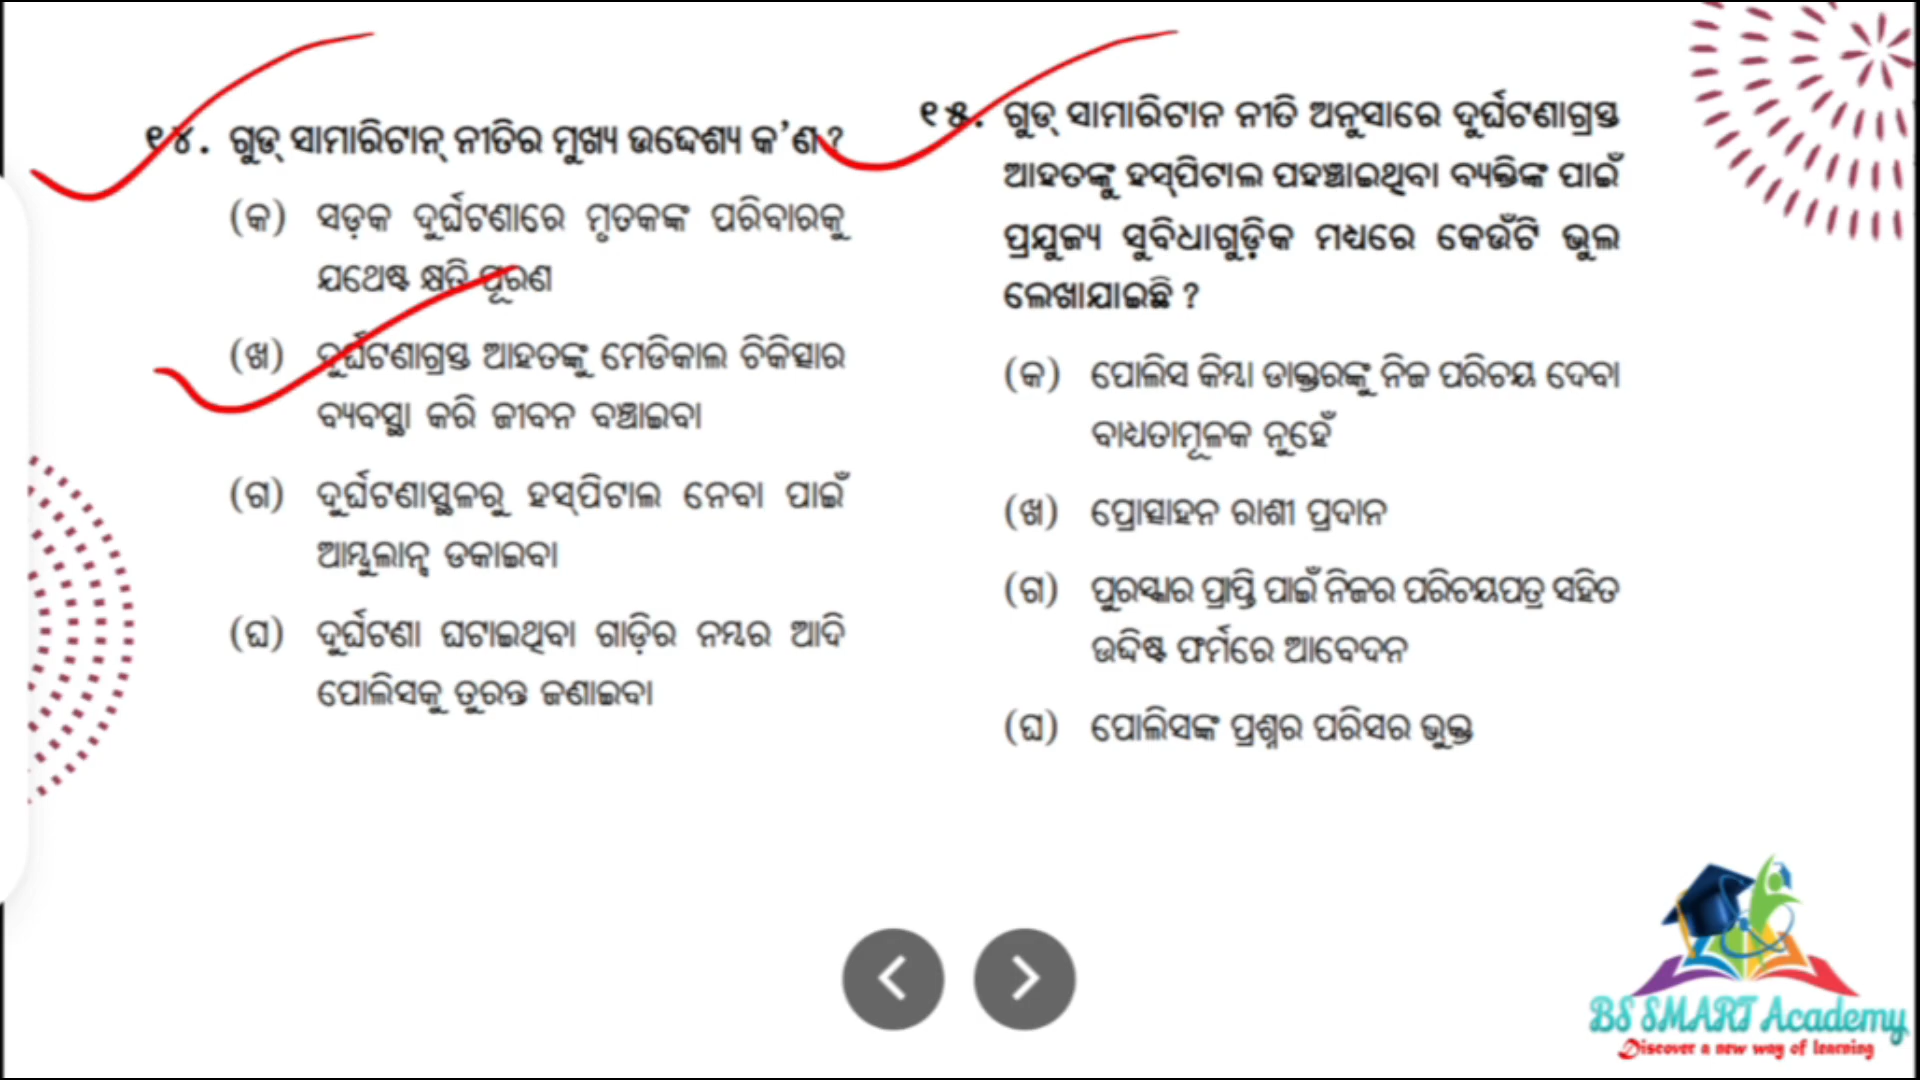 ୧୪. ଗୁଡ୍ ସାମାରିଟାନ୍ ନୀତିର ମୁଖ୍ୟ ଉଦ୍ଦେଶ୍ୟ କ'ଣ ?
(କ) ସଡ଼କ ଦୁର୍ଘଟଣାରେ ମୃତକଙ୍କ ପରିବାରକୁ
ଯଥେଷ୍ଟ କ୍ଷତି ପୂରଣ
(ଖ) ଦୁର୍ଘଟଣାଗ୍ରସ୍ତ ଆହତଙ୍କୁ ମେଡିକାଲ ଚିକିତ୍ସାର
ବ୍ୟବସ୍ଥା କରି ଜୀବନ ବଞ୍ଚାଇବା
(ଗ) ଦୁର୍ଘଟଣାସ୍ଥଳରୁ ହସ୍‌ପିଟାଲ ନେବା ପାଇଁ
ଆମ୍ବୁଲାନ୍ସ ଡକାଇବା
(ଘ) ଦୁର୍ଘଟଣା ଘଟାଇଥିବା ଗାଡ଼ିର ନମ୍ବର ଆଦି
ପୋଲିସକୁ ତୁରନ୍ତ ଜଣାଇବା
୧୫. ଗୁଡ୍ ସାମାରିଟାନ ନୀତି ଅନୁସାରେ ଦୁର୍ଘଟଣାଗ୍ରସ୍ତ
ଆହତଙ୍କୁ ହସ୍‌ପିଟାଲ ପହଞ୍ଚାଇଥିବା ବ୍ୟକ୍ତିଙ୍କ ପାଇଁ
ପ୍ରଯୁଜ୍ୟ ସୁବିଧାଗୁଡ଼ିକ ମଧ୍ୟରେ କେଉଁଟି ଭୁଲ
ଲେଖାଯାଇଛି ?
(କ) ପୋଲିସ କିମ୍ବା ଡାକ୍ତରଙ୍କୁ ନିଜ ପରିଚୟ ଦେବା
ବାଧ୍ୟତାମୂଳକ ନୁହେଁ
(ଖ) ପ୍ରୋତ୍ସାହନ ରାଶୀ ପ୍ରଦାନ
(ଗ) ପୁରସ୍କାର ପ୍ରାପ୍ତି ପାଇଁ ନିଜର ପରିଚୟପତ୍ର ସହିତ
ଉଦ୍ଦିଷ୍ଟ ଫର୍ମରେ ଆବେଦନ
(ଘ) ପୋଲିସଙ୍କ ପ୍ରଶ୍ନର ପରିସର ଭୁକ୍ତ
BS SMART Academy
Discover a new way of learning